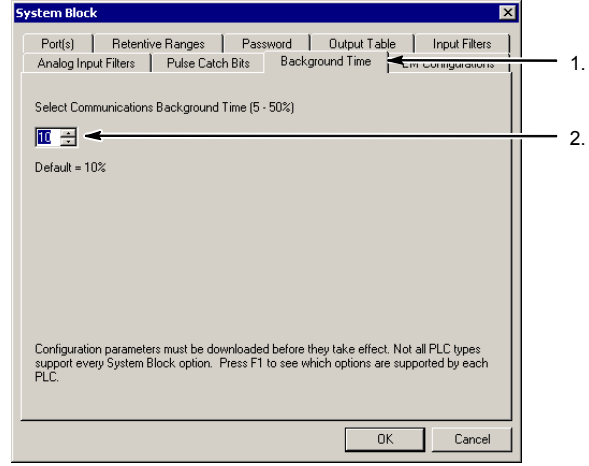 System Block
Port(s) Retentive Ranges Password Output Table Input Filters
Analog Input Filters Pulse Catch Bits Background Time EM Configurations
1.
Select Communications Background Time (5 - 50%)
10
2.
Default = 10%
Configuration parameters must be downloaded before they take effect. Not all PLC types
support every System Block option. Press F1 to see which options are supported by each
PLC.
OK Cancel